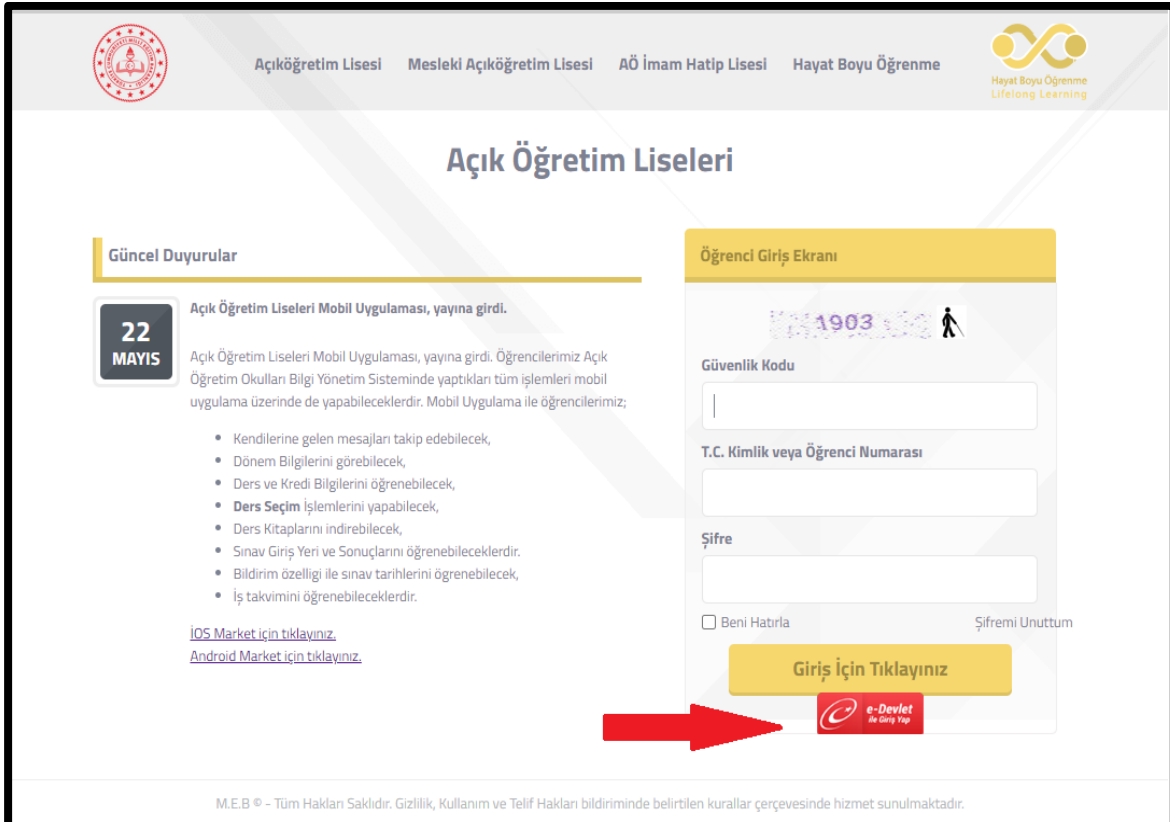 Açıköğretim Lisesi Mesleki Açıköğretim Lisesi AÖ İmam Hatip Lisesi Hayat Boyu Öğrenme
Hayat Boyu Öğrenme
Lifelong Learning
Açık Öğretim Liseleri
Güncel Duyurular
22
MAYIS
Açık Öğretim Liseleri Mobil Uygulaması, yayına girdi.
Açık Öğretim Liseleri Mobil Uygulaması, yayına girdi. Öğrencilerimiz Açık
Öğretim Okulları Bilgi Yönetim Sisteminde yaptıkları tüm işlemleri mobil
uygulama üzerinde de yapabileceklerdir. Mobil Uygulama ile öğrencilerimiz;
Kendilerine gelen mesajları takip edebilecek,
Dönem Bilgilerini görebilecek,
Ders ve Kredi Bilgilerini öğrenebilecek,
Ders Seçim İşlemlerini yapabilecek,
Ders Kitaplarını indirebilecek,
Sınav Giriş Yeri ve Sonuçlarını öğrenebileceklerdir.
Bildirim özelligi ile sınav tarihlerini ögrenebilecek,
İş takvimini öğrenebileceklerdir.
İOS Market için tıklayınız.
Android Market için tıklayınız.
Öğrenci Giriş Ekranı
1903
Güvenlik Kodu
T.C. Kimlik veya Öğrenci Numarası
Şifre
Beni Hatırla Şifremi Unuttum
Giriş İçin Tıklayınız
e-Devlet
ile Giriş Yap
M.E.B © - Tüm Hakları Saklıdır. Gizlilik, Kullanım ve Telif Hakları bildiriminde belirtilen kurallar çerçevesinde hizmet sunulmaktadır.